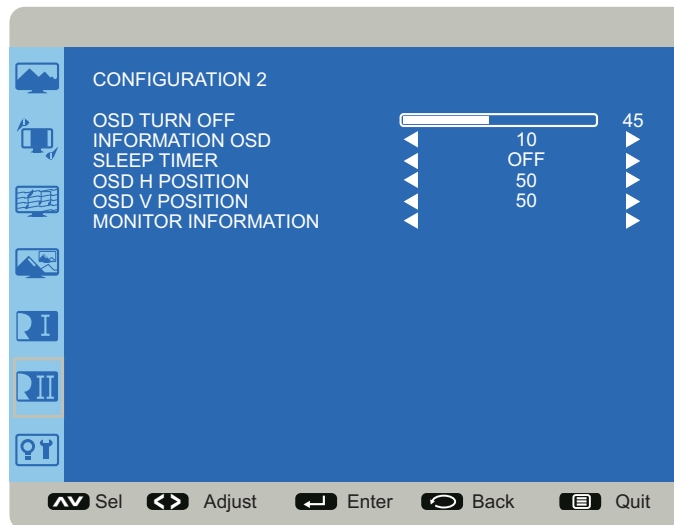 CONFIGURATION 2
OSD TURN OFF 45
INFORMATION OSD 10
SLEEP TIMER OFF
OSD H POSITION 50
OSD V POSITION 50
MONITOR INFORMATION
I
II
Sel Adjust Enter Back Quit